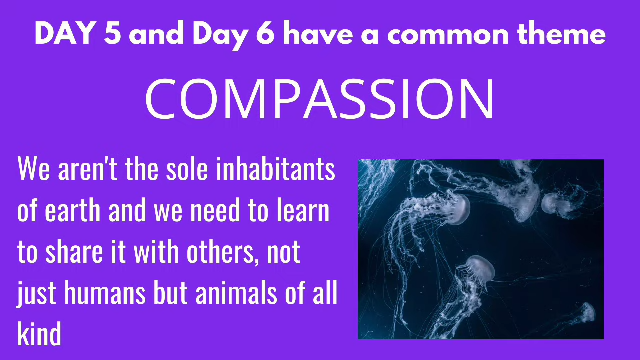 DAY 5 and Day 6 have a common theme
COMPASSION
We aren't the sole inhabitants
of earth and we need to learn
to share it with others, not
just humans but animals of all
kind